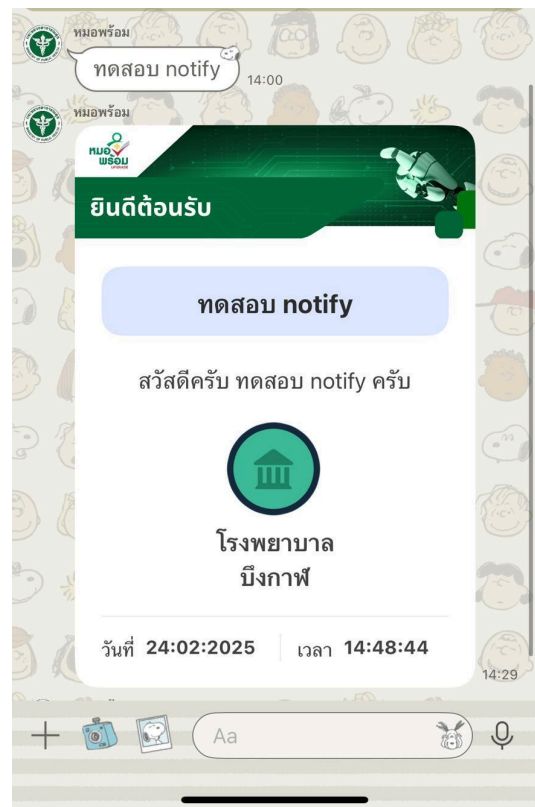 หมอพร้อม
ทดสอบ notify
14:00
หมอพร้อม
หมอ
พร้อม
ยินดีต้อนรับ
ทดสอบ notify
สวัสดีครับ ทดสอบ notify ครับ
โรงพยาบาล
บึงกาฬ
วันที่ 24:02:2025 เวลา 14:48:44
14:29
Aa